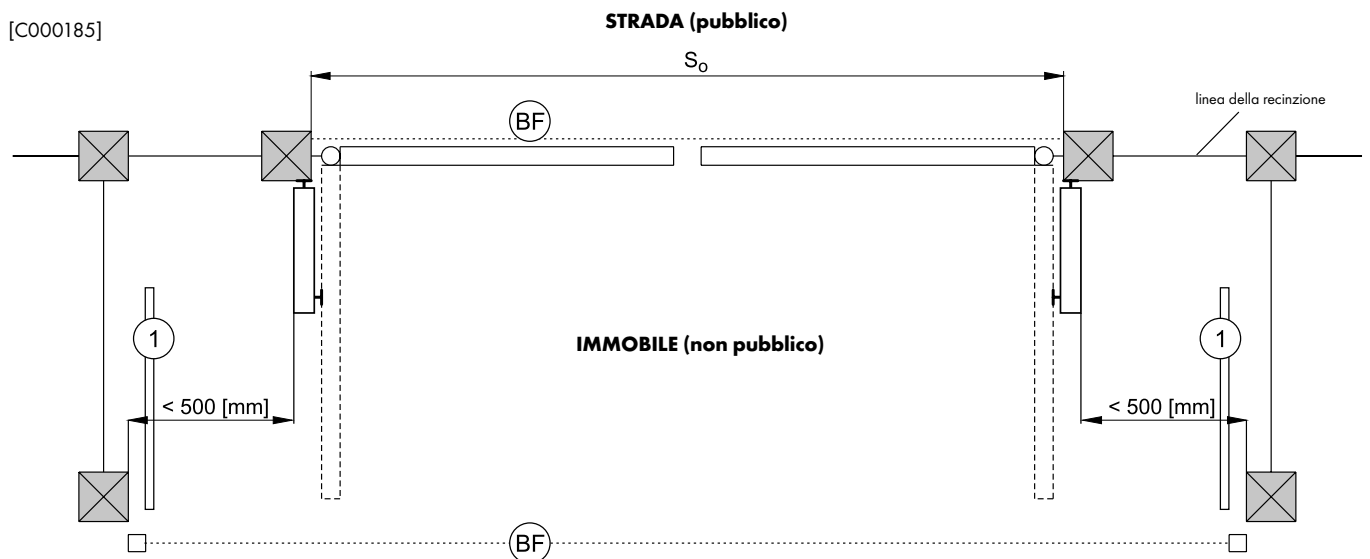 [C000185]
STRADA (pubblico)
So
linea della recinzione
BF
IMMOBILE (non pubblico)
1
1
< 500 [mm]
< 500 [mm]
BF